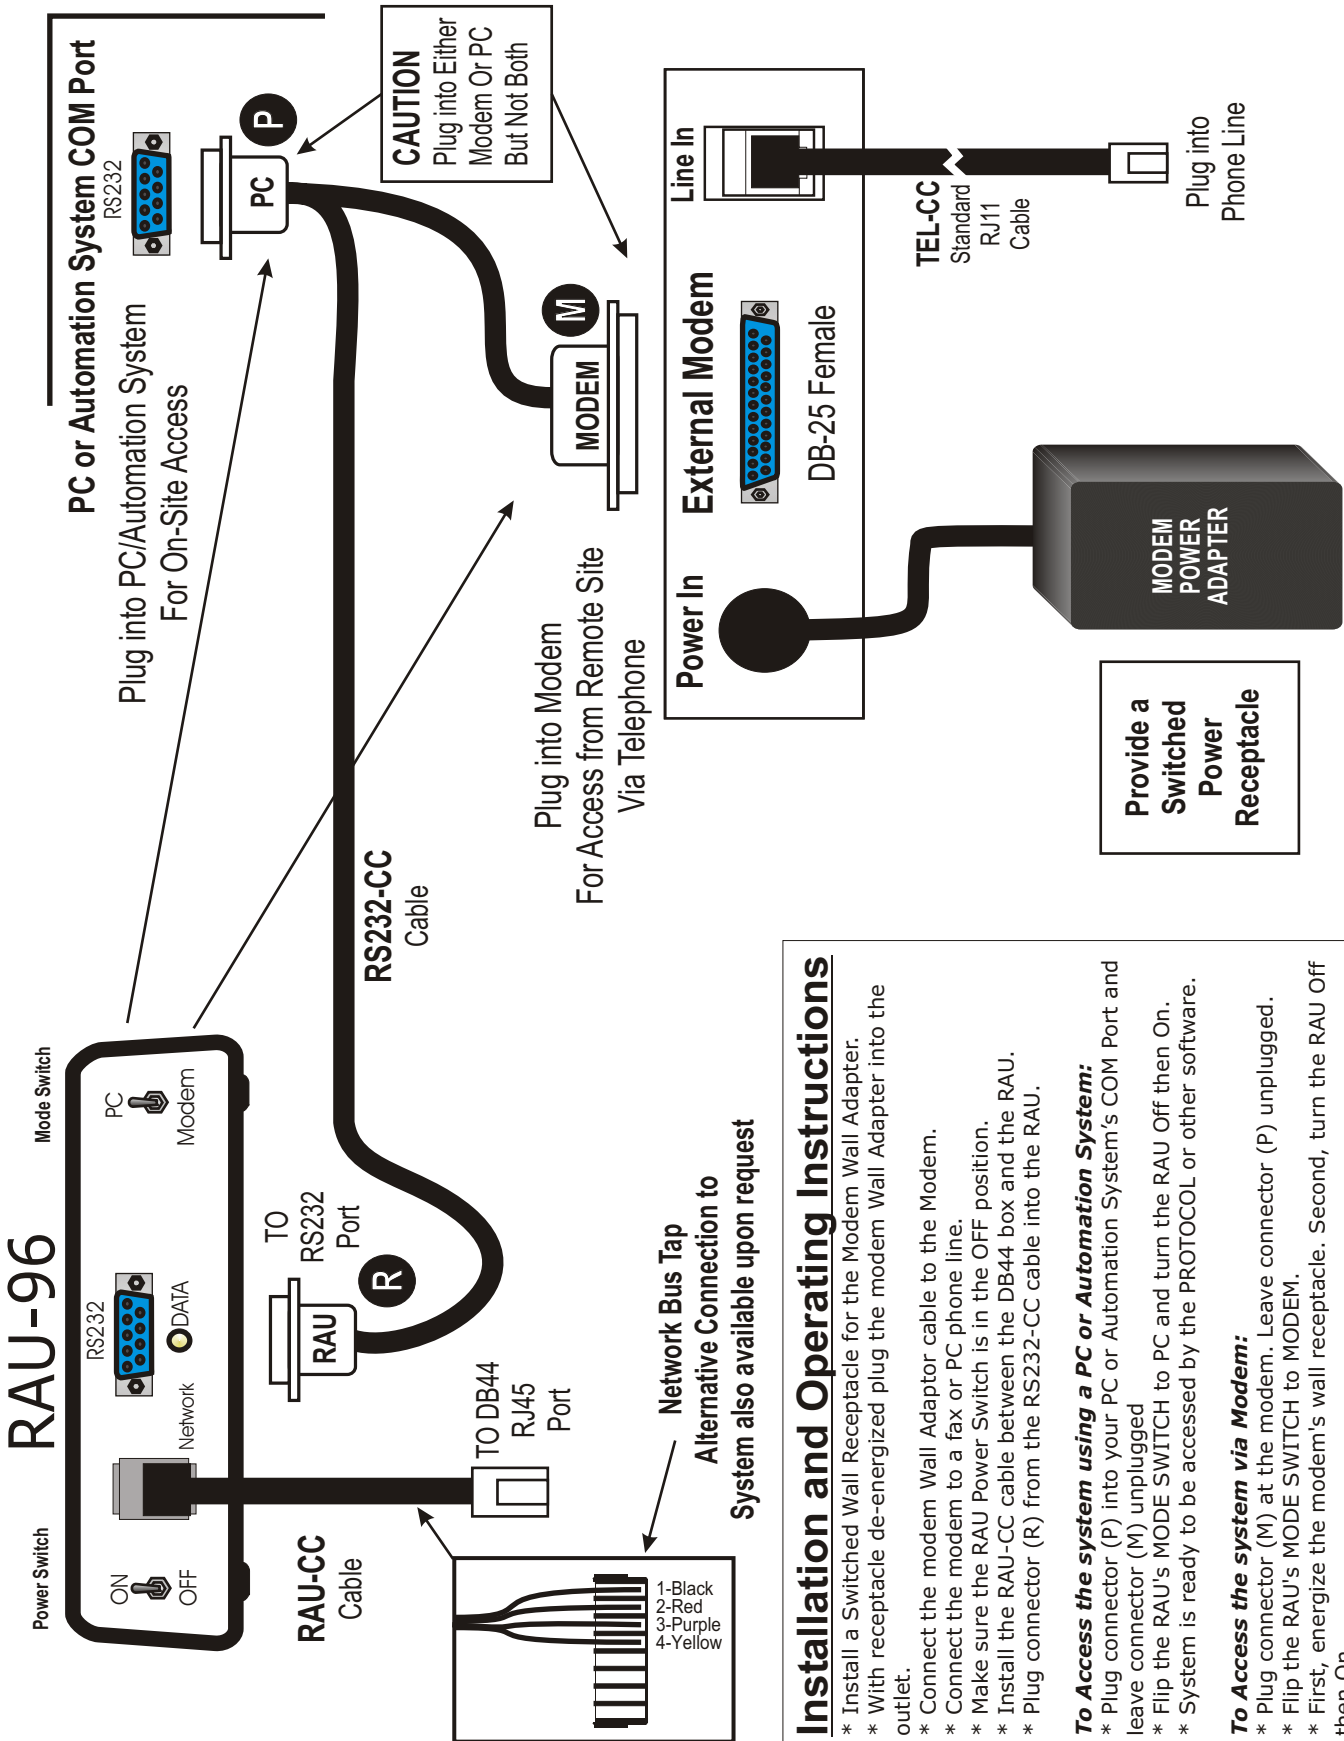 RAU-96
Power Switch
Mode Switch
ON
OFF
Network
RS232
DATA
PC
Modem
RAU-CC
Cable
TO DB44
RJ45
Port
RAU
TO
RS232
Port
R
1-Black
2-Red
3-Purple
4-Yellow
Network Bus Tap
Alternative Connection to
System also available upon request
RS232-CC
Cable
PC or Automation System COM Port
RS232
Plug into PC/Automation System
For On-Site Access
PC
P
CAUTION
Plug into Either
Modem Or PC
But Not Both
MODEM
M
Plug into Modem
For Access from Remote Site
Via Telephone
Power In
External Modem
Line In
DB-25 Female
TEL-CC
Standard
RJ11
Cable
Plug into
Phone Line
MODEM
POWER
ADAPTER
Provide a
Switched
Power
Receptacle
Installation and Operating Instructions
* Install a Switched Wall Receptacle for the Modem Wall Adapter.
* With receptacle de-energized plug the modem Wall Adapter into the
outlet.
* Connect the modem Wall Adaptor cable to the Modem.
* Connect the modem to a fax or PC phone line.
* Make sure the RAU Power Switch is in the OFF position.
* Install the RAU-CC cable between the DB44 box and the RAU.
* Plug connector (R) from the RS232-CC cable into the RAU.
To Access the system using a PC or Automation System:
* Plug connector (P) into your PC or Automation System's COM Port and
leave connector (M) unplugged
* Flip the RAU's MODE SWITCH to PC and turn the RAU Off then On.
* System is ready to be accessed by the PROTOCOL or other software.
To Access the system via Modem:
* Plug connector (M) at the modem. Leave connector (P) unplugged.
* Flip the RAU's MODE SWITCH to MODEM.
* First, energize the modem's wall receptacle. Second, turn the RAU Off
then On